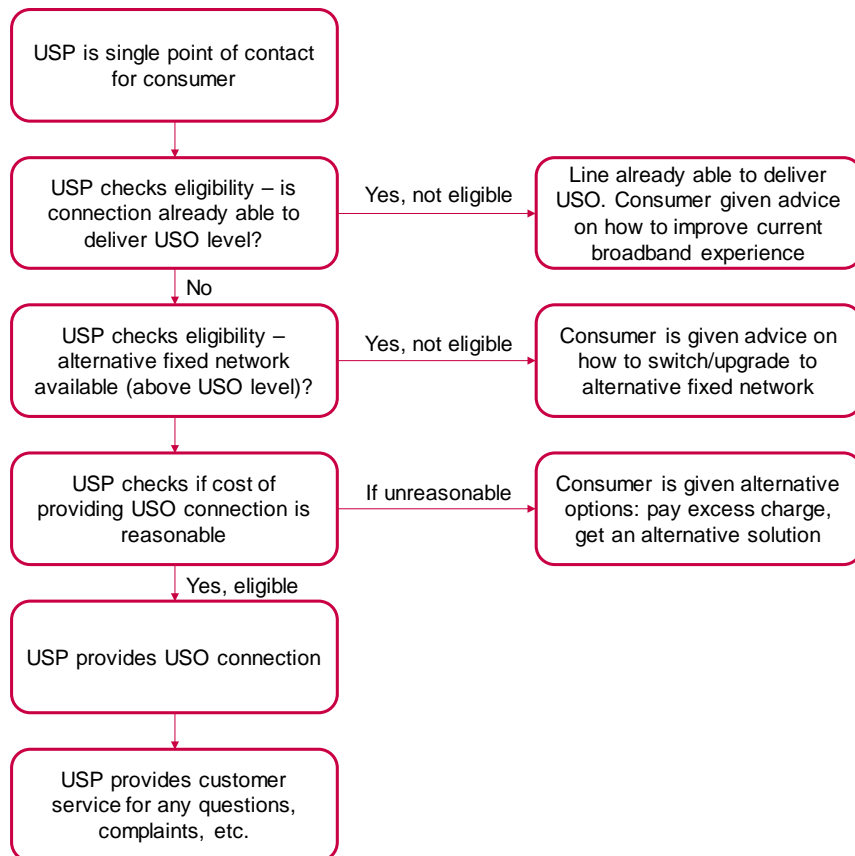 USP is single point of contact
for consumer
USP checks eligibility – is
connection already able to
deliver USO level?
Yes, not eligible
Line already able to deliver
USO. Consumer given advice
on how to improve current
broadband experience
No
USP checks eligibility –
alternative fixed network
available (above USO level)?
Yes, not eligible
Consumer is given advice on
how to switch/upgrade to
alternative fixed network
USP checks if cost of
providing USO connection is
reasonable
If unreasonable
Consumer is given alternative
options: pay excess charge,
get an alternative solution
Yes, eligible
USP provides USO connection
USP provides customer
service for any questions,
complaints, etc.